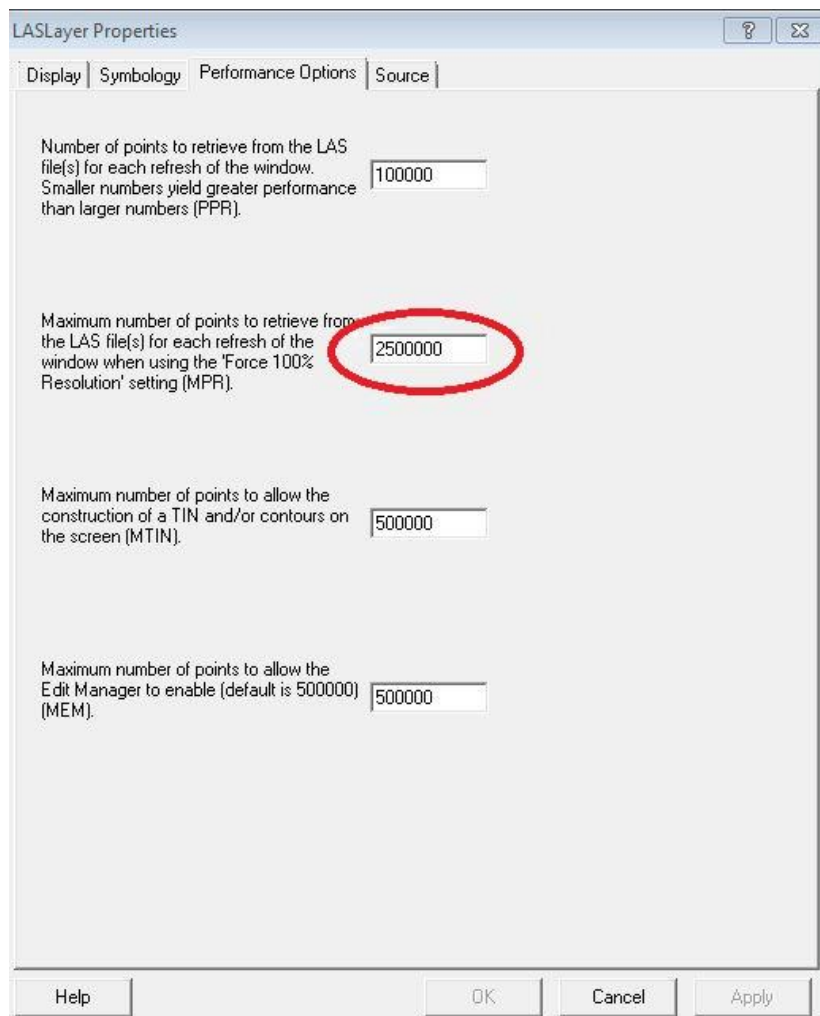 LASLayer Properties
Display Symbology Performance Options Source
Number of points to retrieve from the LAS
file(s) for each refresh of the window.
Smaller numbers yield greater performance
than larger numbers (PPR).
100000
Maximum number of points to retrieve from
the LAS file(s) for each refresh of the
window when using the 'Force 100%
Resolution' setting (MPR).
2500000
Maximum number of points to allow the
construction of a TIN and/or contours on
the screen (MTIN).
500000
Maximum number of points to allow the
Edit Manager to enable (default is 500000)
(MEM).
500000
Help OK Cancel Apply